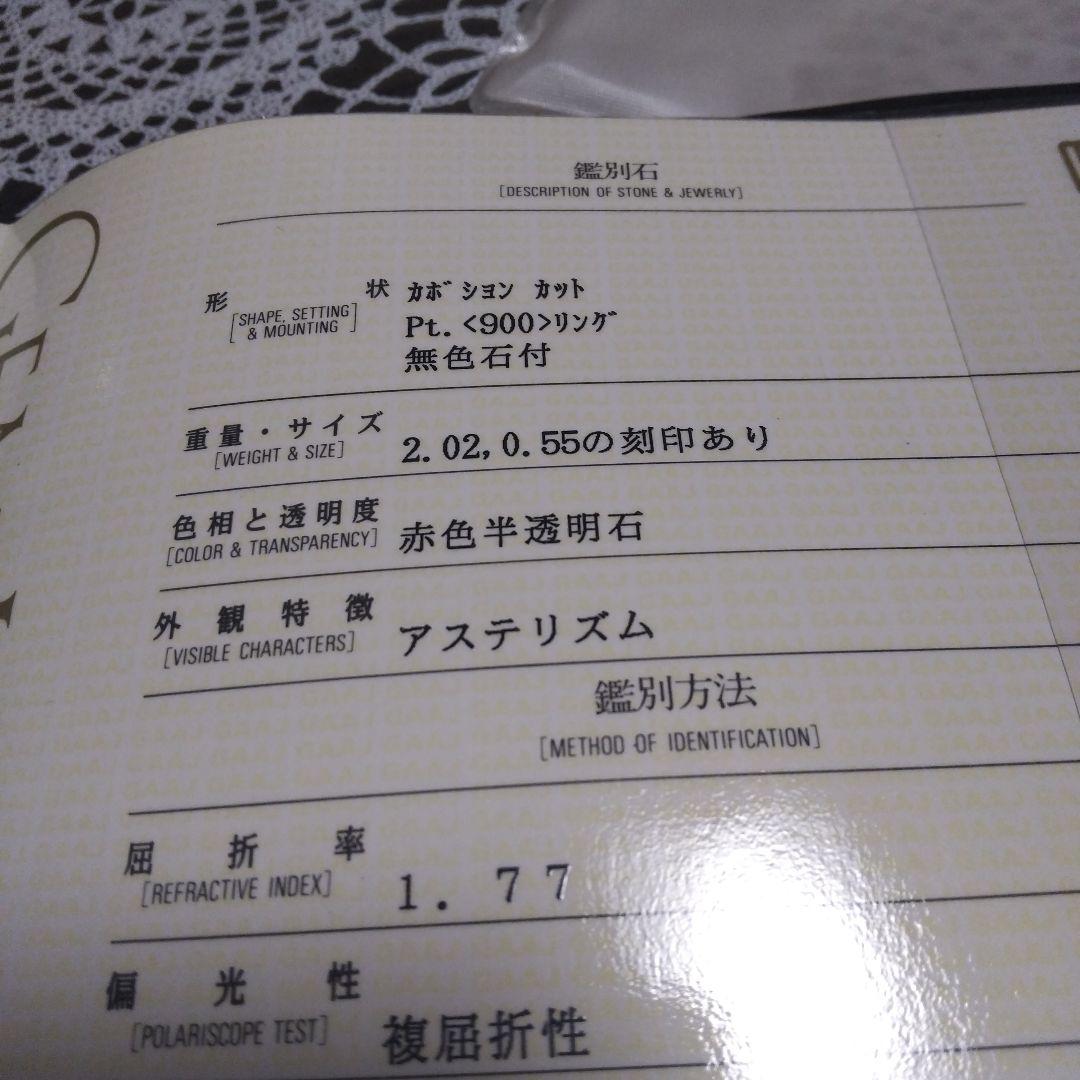 鑑別石
[DESCRIPTION OF STONE & JEWERLY]
形状 カボション カット
[SHAPE, SETTING & MOUNTING]
Pt.<900>リング
無色石付
重量・サイズ
[WEIGHT & SIZE]
2.02,0.55の刻印あり
色相と透明度
[COLOR & TRANSPARENCY]
赤色半透明石
外観特徴
[VISIBLE CHARACTERS]
アステリズム
鑑別方法
[METHOD OF IDENTIFICATION]
屈折率
[REFRACTIVE INDEX]
1.77
偏光性
[POLARISCOPE TEST]
複屈折性